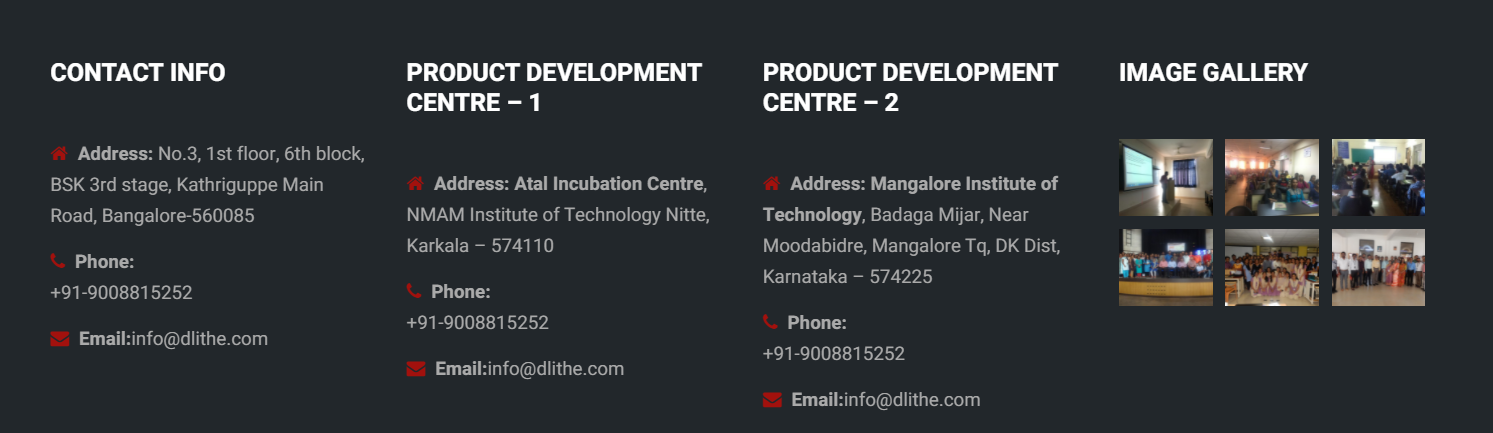 CONTACT INFO
Address: No.3, 1st floor, 6th block,
BSK 3rd stage, Kathriguppe Main
Road, Bangalore-560085
Phone:
+91-9008815252
Email:info@dlithe.com
PRODUCT DEVELOPMENT
CENTRE – 1
Address: Atal Incubation Centre,
NMAM Institute of Technology Nitte,
Karkala – 574110
Phone:
+91-9008815252
Email:info@dlithe.com
PRODUCT DEVELOPMENT
CENTRE – 2
Address: Mangalore Institute of
Technology, Badaga Mijar, Near
Moodabidre, Mangalore Tq, DK Dist,
Karnataka – 574225
Phone:
+91-9008815252
Email:info@dlithe.com
IMAGE GALLERY